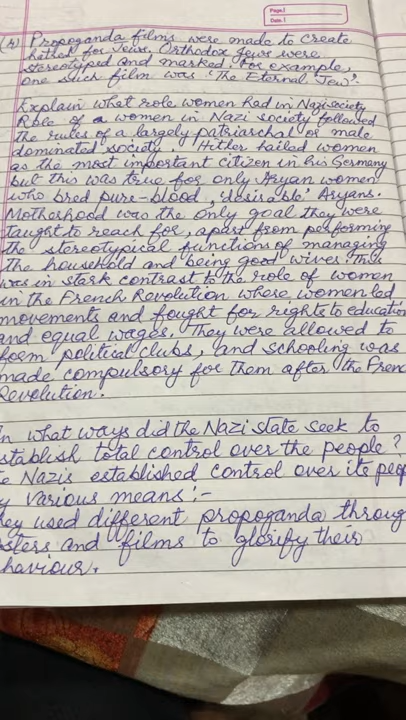 Page:
Date:
(4) Propoganda films were made to create
hatred for Jews. Orthodox Jews were
stereotyped and marked. For example,
one such film was 'The Eternal Jew'.
Explain what role women had in Nazi society
Role of a women in Nazi society followed
the rules of a largely patriarchal or male
dominated society. Hitler hailed women
as the most important citizen in his Germany
but this was true for only Aryan women
who bred pure-blood, 'desirable' Aryans.
Motherhood was the only goal they were
taught to reach for, apart from performing
the stereotypical functions of managing
the household and being good wives. This
was in stark contrast to the role of women
in the French Revolution where women led
movements and fought for rights to education
and equal wages. They were allowed to
form political clubs, and schooling was
made compulsory for them after the Fren
Revolution.
In what ways did the Nazi state seek to
establish total control over the people?
e Nazis established control over its peop
y various means:-
hey used different propoganda throug
osters and films to glorify their
haviour.